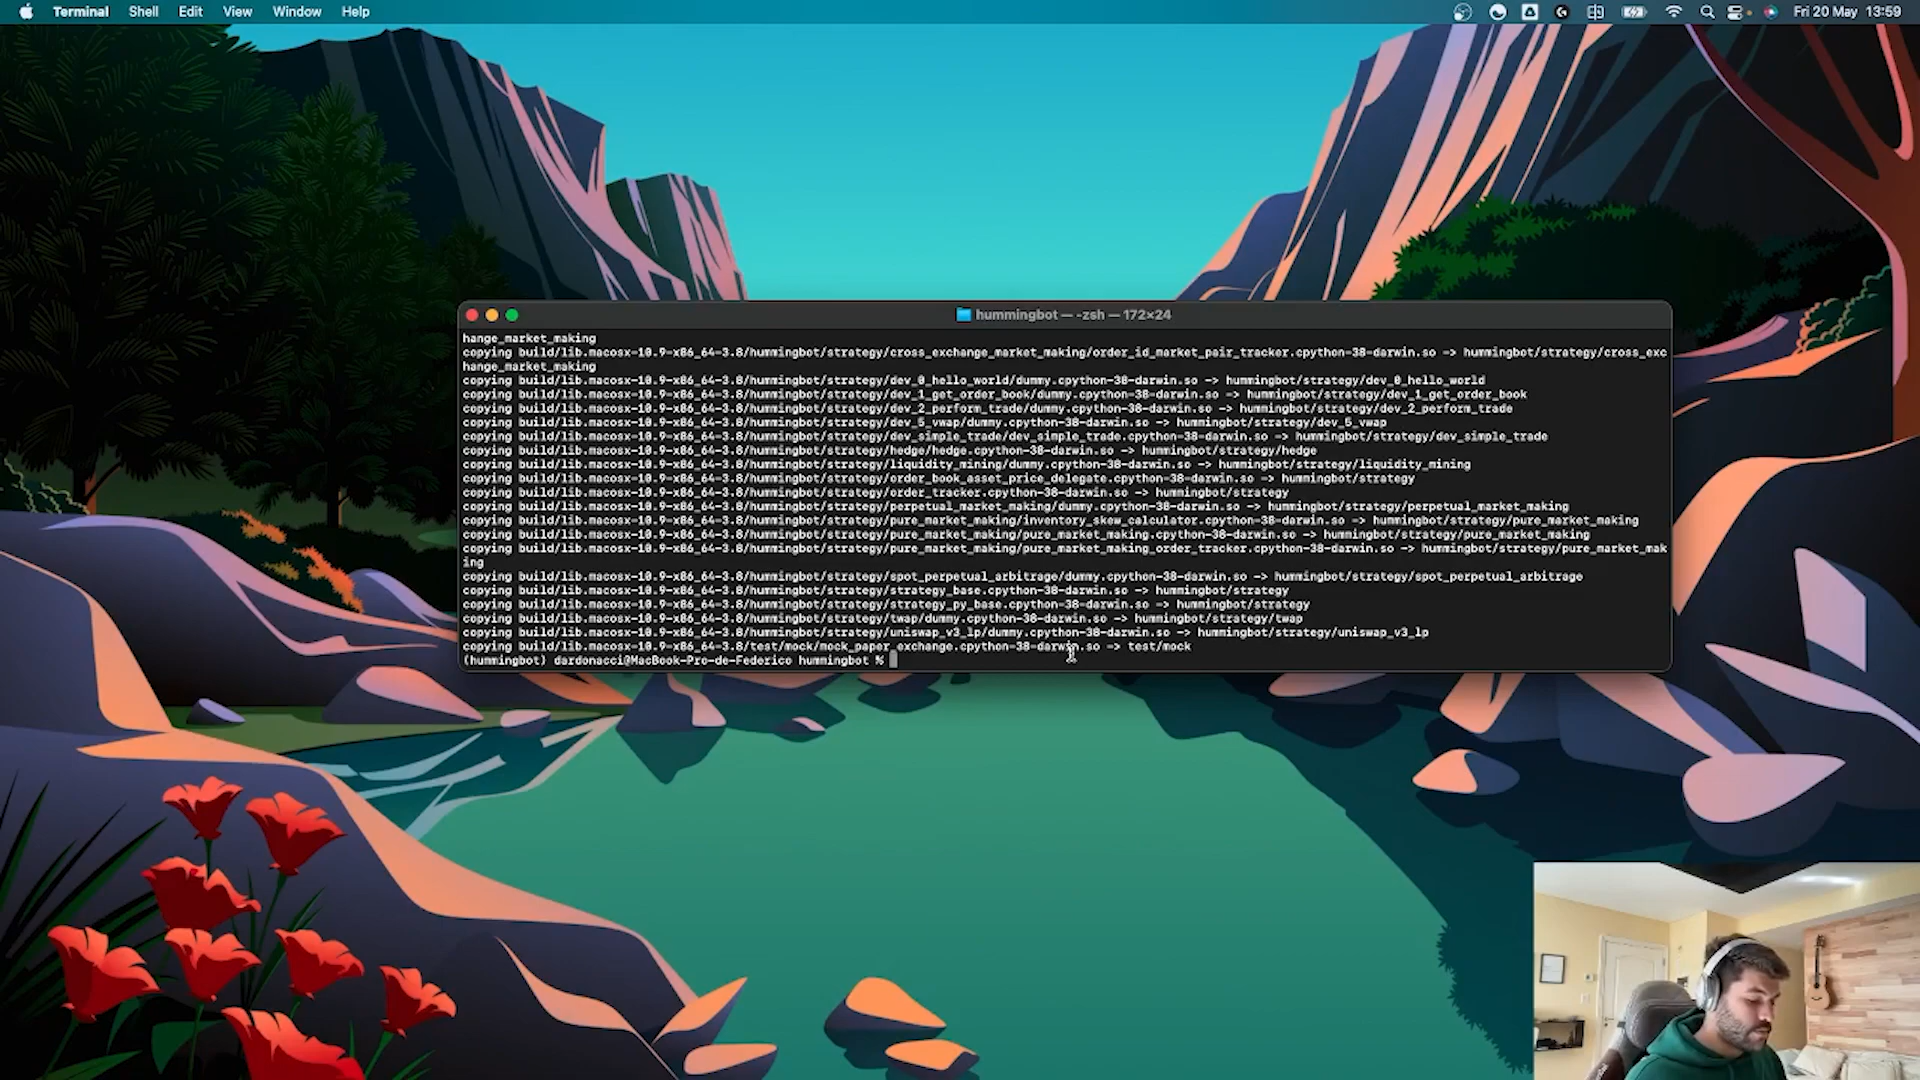 Terminal Shell Edit View Window Help Fri 20 May 13:59
hummingbot — -zsh — 172×24
hange_market_making
copying build/lib.macosx-10.9-x86_64-3.8/hummingbot/strategy/cross_exchange_market_making/order_id_market_pair_tracker.cpython-38-darwin.so -> hummingbot/strategy/cross_exc
hange_market_making
copying build/lib.macosx-10.9-x86_64-3.8/hummingbot/strategy/dev_0_hello_world/dummy.cpython-38-darwin.so -> hummingbot/strategy/dev_0_hello_world
copying build/lib.macosx-10.9-x86_64-3.8/hummingbot/strategy/dev_1_get_order_book/dummy.cpython-38-darwin.so -> hummingbot/strategy/dev_1_get_order_book
copying build/lib.macosx-10.9-x86_64-3.8/hummingbot/strategy/dev_2_perform_trade/dummy.cpython-38-darwin.so -> hummingbot/strategy/dev_2_perform_trade
copying build/lib.macosx-10.9-x86_64-3.8/hummingbot/strategy/dev_5_vwap/dummy.cpython-38-darwin.so -> hummingbot/strategy/dev_5_vwap
copying build/lib.macosx-10.9-x86_64-3.8/hummingbot/strategy/dev_simple_trade/dev_simple_trade.cpython-38-darwin.so -> hummingbot/strategy/dev_simple_trade
copying build/lib.macosx-10.9-x86_64-3.8/hummingbot/strategy/hedge/hedge.cpython-38-darwin.so -> hummingbot/strategy/hedge
copying build/lib.macosx-10.9-x86_64-3.8/hummingbot/strategy/liquidity_mining/dummy.cpython-38-darwin.so -> hummingbot/strategy/liquidity_mining
copying build/lib.macosx-10.9-x86_64-3.8/hummingbot/strategy/order_book_asset_price_delegate.cpython-38-darwin.so -> hummingbot/strategy
copying build/lib.macosx-10.9-x86_64-3.8/hummingbot/strategy/order_tracker.cpython-38-darwin.so -> hummingbot/strategy
copying build/lib.macosx-10.9-x86_64-3.8/hummingbot/strategy/perpetual_market_making/dummy.cpython-38-darwin.so -> hummingbot/strategy/perpetual_market_making
copying build/lib.macosx-10.9-x86_64-3.8/hummingbot/strategy/pure_market_making/inventory_skew_calculator.cpython-38-darwin.so -> hummingbot/strategy/pure_market_making
copying build/lib.macosx-10.9-x86_64-3.8/hummingbot/strategy/pure_market_making/pure_market_making.cpython-38-darwin.so -> hummingbot/strategy/pure_market_making
copying build/lib.macosx-10.9-x86_64-3.8/hummingbot/strategy/pure_market_making/pure_market_making_order_tracker.cpython-38-darwin.so -> hummingbot/strategy/pure_market_mak
ing
copying build/lib.macosx-10.9-x86_64-3.8/hummingbot/strategy/spot_perpetual_arbitrage/dummy.cpython-38-darwin.so -> hummingbot/strategy/spot_perpetual_arbitrage
copying build/lib.macosx-10.9-x86_64-3.8/hummingbot/strategy/strategy_base.cpython-38-darwin.so -> hummingbot/strategy
copying build/lib.macosx-10.9-x86_64-3.8/hummingbot/strategy/strategy_py_base.cpython-38-darwin.so -> hummingbot/strategy
copying build/lib.macosx-10.9-x86_64-3.8/hummingbot/strategy/twap/dummy.cpython-38-darwin.so -> hummingbot/strategy/twap
copying build/lib.macosx-10.9-x86_64-3.8/hummingbot/strategy/uniswap_v3_lp/dummy.cpython-38-darwin.so -> hummingbot/strategy/uniswap_v3_lp
copying build/lib.macosx-10.9-x86_64-3.8/test/mock/mock_paper_exchange.cpython-38-darwin.so -> test/mock
(hummingbot) dardonacci@MacBook-Pro-de-Federico hummingbot %